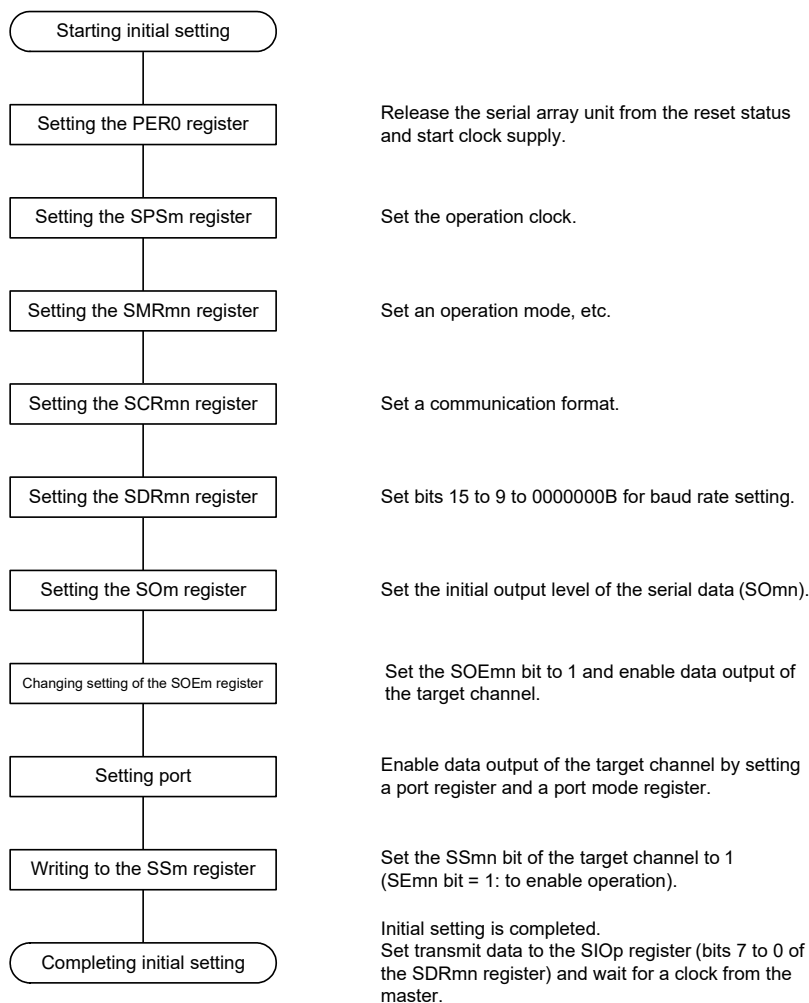 Starting initial setting
Setting the PER0 register
Release the serial array unit from the reset status
and start clock supply.
Setting the SPSm register
Set the operation clock.
Setting the SMRmn register
Set an operation mode, etc.
Setting the SCRmn register
Set a communication format.
Setting the SDRmn register
Set bits 15 to 9 to 0000000B for baud rate setting.
Setting the SOm register
Set the initial output level of the serial data (SOmn).
Changing setting of the SOEm register
Set the SOEmn bit to 1 and enable data output of
the target channel.
Setting port
Enable data output of the target channel by setting
a port register and a port mode register.
Writing to the SSm register
Set the SSmn bit of the target channel to 1
(SEmn bit = 1: to enable operation).
Completing initial setting
Initial setting is completed.
Set transmit data to the SIOp register (bits 7 to 0 of
the SDRmn register) and wait for a clock from the
master.